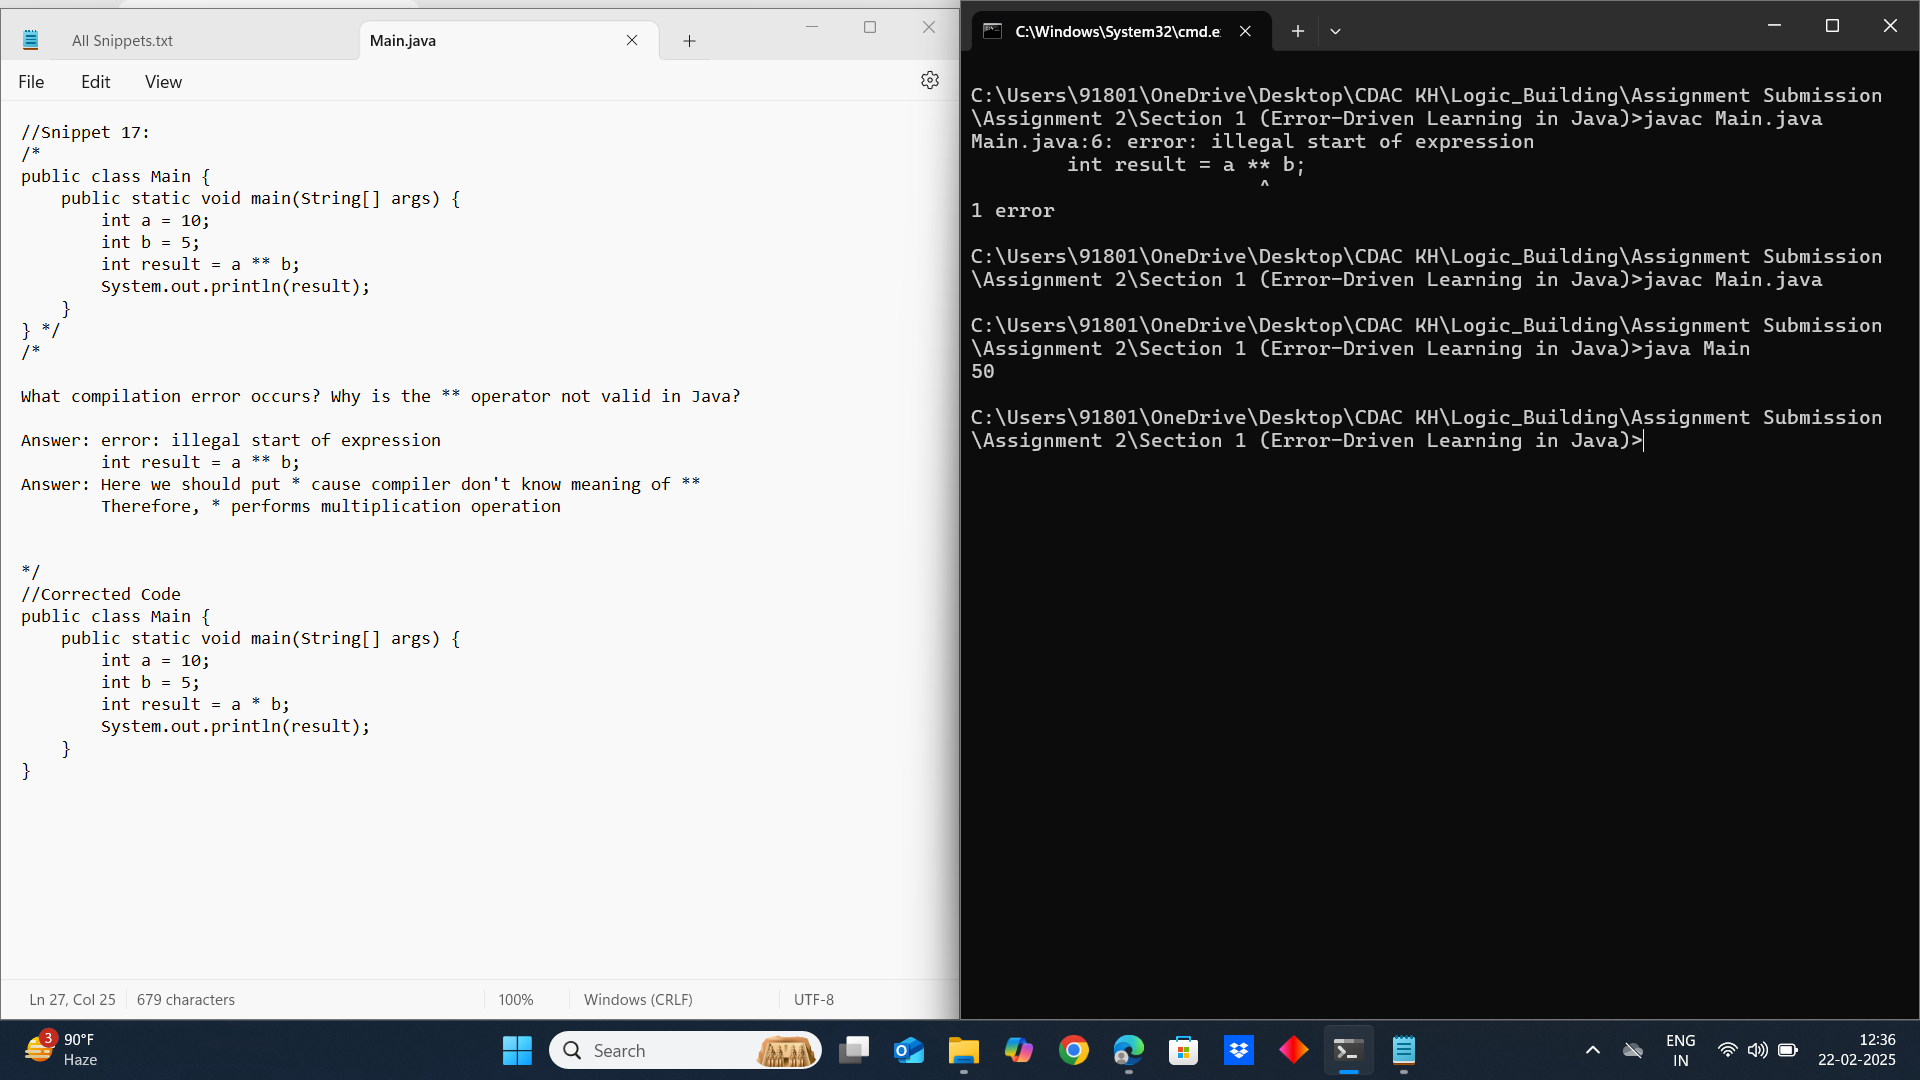 All Snippets.txt
Main.java
File Edit View
//Snippet 17:
/*
public class Main {
    public static void main(String[] args) {
        int a = 10;
        int b = 5;
        int result = a ** b;
        System.out.println(result);
    }
} */
/*
What compilation error occurs? Why is the ** operator not valid in Java?
Answer: error: illegal start of expression
        int result = a ** b;
Answer: Here we should put * cause compiler don't know meaning of **
        Therefore, * performs multiplication operation
*/
//Corrected Code
public class Main {
    public static void main(String[] args) {
        int a = 10;
        int b = 5;
        int result = a * b;
        System.out.println(result);
    }
}
Ln 27, Col 25 679 characters 100% Windows (CRLF) UTF-8
C:\Windows\System32\cmd.e
C:\Users\91801\OneDrive\Desktop\CDAC KH\Logic_Building\Assignment Submission
\Assignment 2\Section 1 (Error-Driven Learning in Java)>javac Main.java
Main.java:6: error: illegal start of expression
        int result = a ** b;
                        ^
1 error
C:\Users\91801\OneDrive\Desktop\CDAC KH\Logic_Building\Assignment Submission
\Assignment 2\Section 1 (Error-Driven Learning in Java)>javac Main.java
C:\Users\91801\OneDrive\Desktop\CDAC KH\Logic_Building\Assignment Submission
\Assignment 2\Section 1 (Error-Driven Learning in Java)>java Main
50
C:\Users\91801\OneDrive\Desktop\CDAC KH\Logic_Building\Assignment Submission
\Assignment 2\Section 1 (Error-Driven Learning in Java)>
3
90°F
Haze
Search
ENG
IN
12:36
22-02-2025